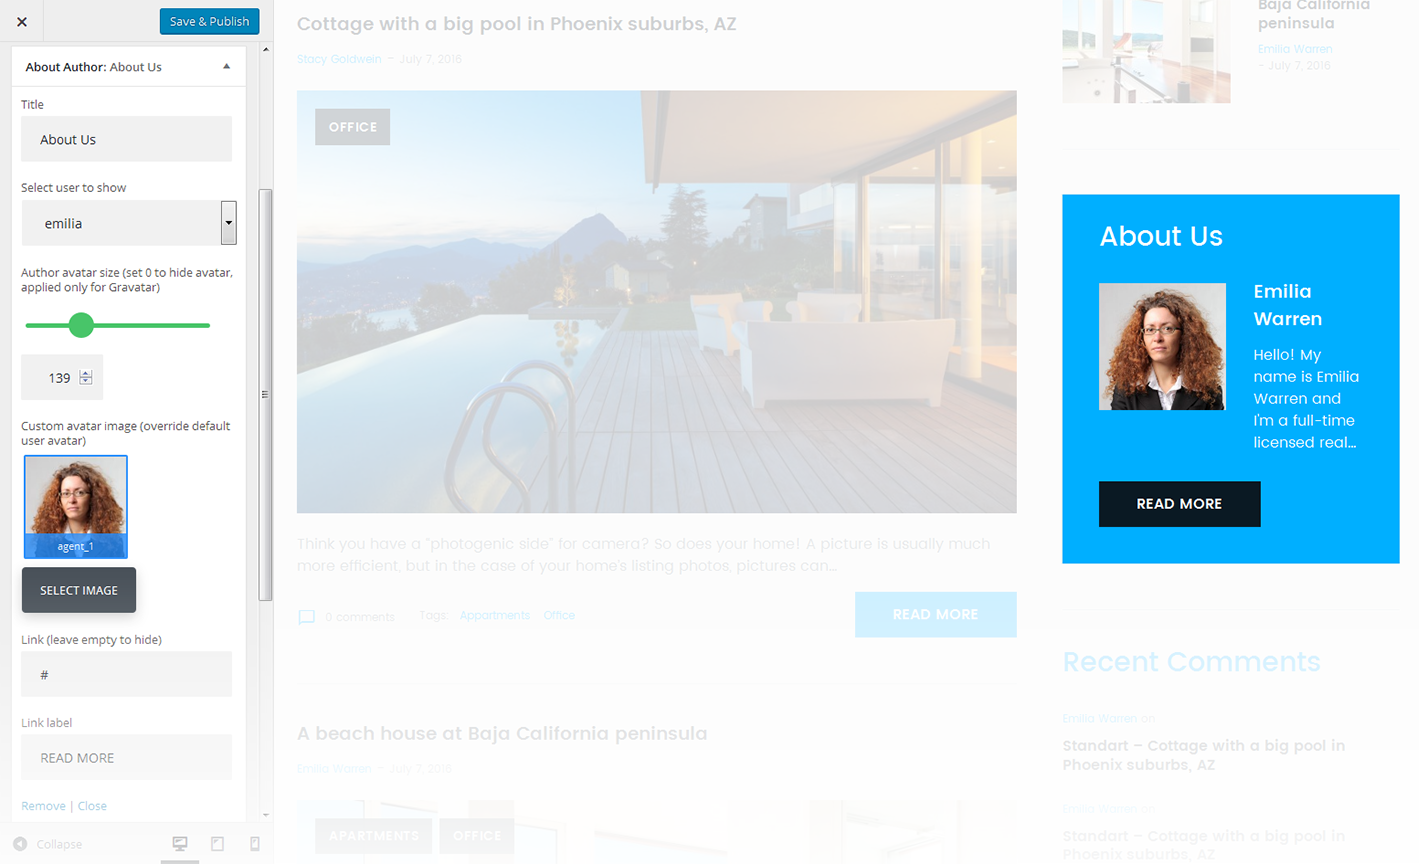 Save & Publish
About Author: About Us
Title
About Us
Select user to show
emilia
Author avatar size (set 0 to hide avatar,
applied only for Gravatar)
139
Custom avatar image (override default
user avatar)
agent_1
SELECT IMAGE
Link (leave empty to hide)
#
Link label
READ MORE
Remove | Close
Collapse
Cottage with a big pool in Phoenix suburbs, AZ
Stacy Goldwein — July 7, 2016
OFFICE
Think you have a "photogenic side" for camera? So does your home! A picture is usually much
more efficient, but in the case of your home's listing photos, pictures can...
0 comments Tags: Appartments Office
READ MORE
A beach house at Baja California peninsula
Emilia Warren — July 7, 2016
APARTMENTS OFFICE
Baja California
peninsula
Emilia Warren
- July 7, 2016
About Us
Emilia
Warren
Hello! My
name is Emilia
Warren and
I'm a full-time
licensed real...
READ MORE
Recent Comments
Emilia Warren on
Standart – Cottage with a big pool in
Phoenix suburbs, AZ
Emilia Warren on
Standart – Cottage with a big pool in
Phoenix suburbs, AZ